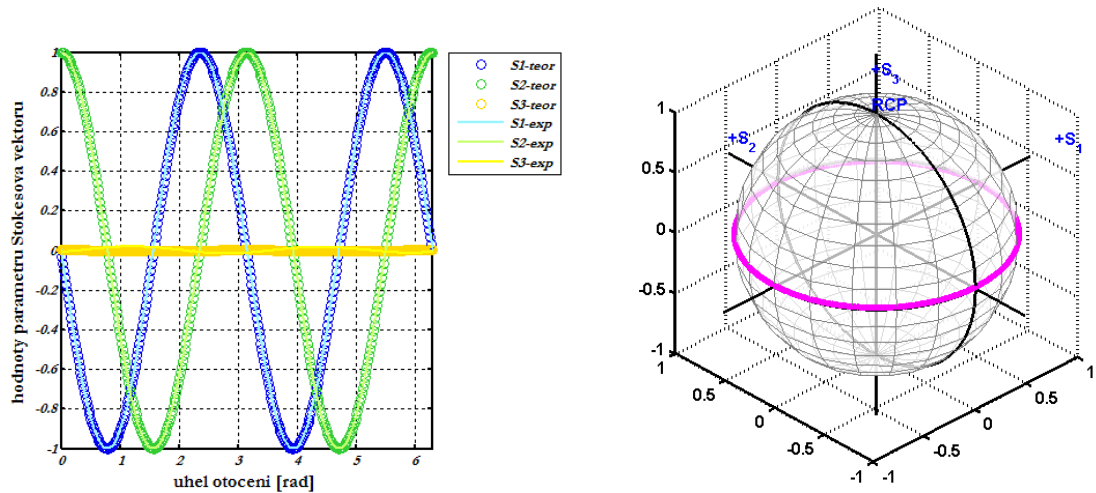 1
0.8
0.6
0.4
0.2
0
-0.2
-0.4
-0.6
-0.8
-1
0 1 2 3 4 5 6
hodnoty parametru Stokesova vektoru
uhel otoceni [rad]
S1-teor
S2-teor
S3-teor
S1-exp
S2-exp
S3-exp
+S3
RCP
+S2
+S1
1
0.5
0
-0.5
-1
0.5
0
-0.5
-1
-1
-0.5
0
0.5
1